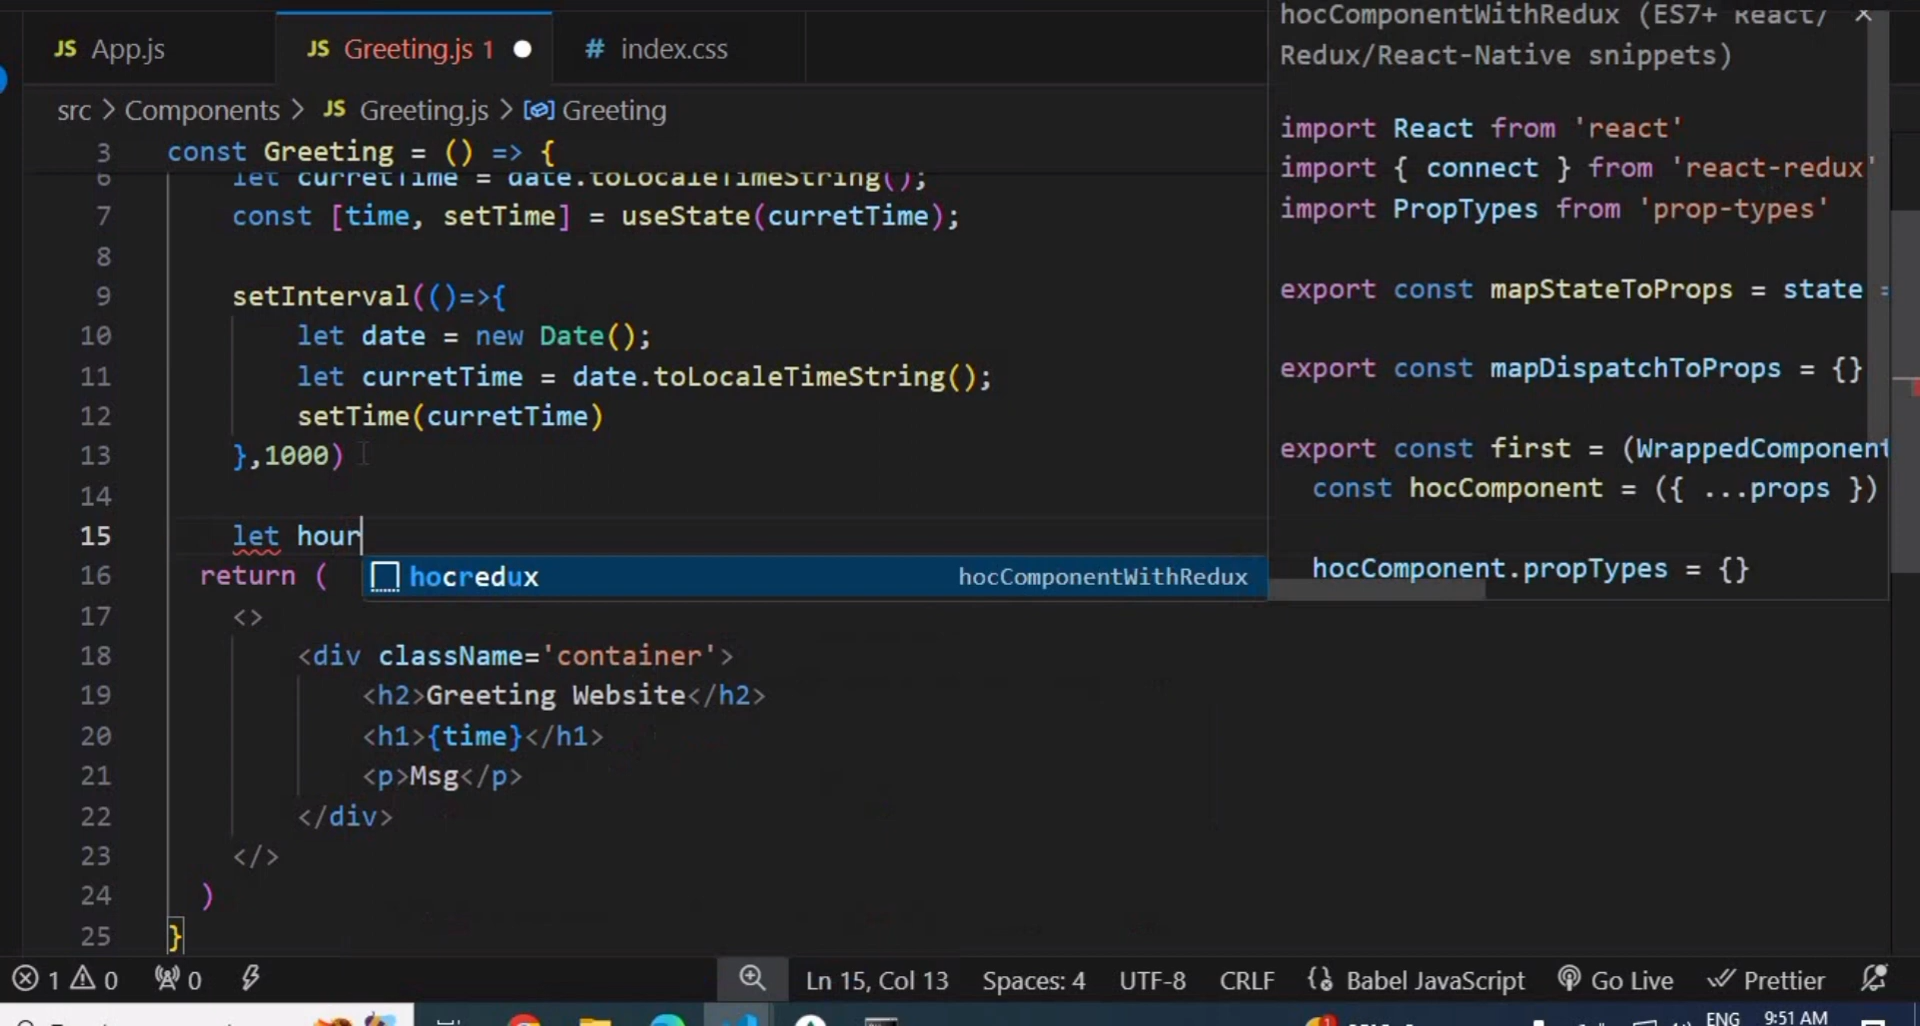 JS App.js
JS Greeting.js 1
# index.css
src > Components > JS Greeting.js > Greeting
3 const Greeting = () => {
6 let curretTime = date.toLocaleTimeString();
7 const [time, setTime] = useState(curretTime);
8
9 setInterval(()=>{
10 let date = new Date();
11 let curretTime = date.toLocaleTimeString();
12 setTime(curretTime)
13 },1000)
14
15 let hour
16 return (
hocredux hocComponentWithRedux
17 <>
18 <div className='container'>
19 <h2>Greeting Website</h2>
20 <h1>{time}</h1>
21 <p>Msg</p>
22 </div>
23 </>
24 )
25 }
hocComponentWithRedux (ES7+ React/
Redux/React-Native snippets)
import React from 'react'
import { connect } from 'react-redux'
import PropTypes from 'prop-types'
export const mapStateToProps = state =
export const mapDispatchToProps = {}
export const first = (WrappedComponent
const hocComponent = ({ ...props })
hocComponent.propTypes = {}
1 0 0
Ln 15, Col 13 Spaces: 4 UTF-8 CRLF Babel JavaScript Go Live Prettier
ENG 9:51 AM